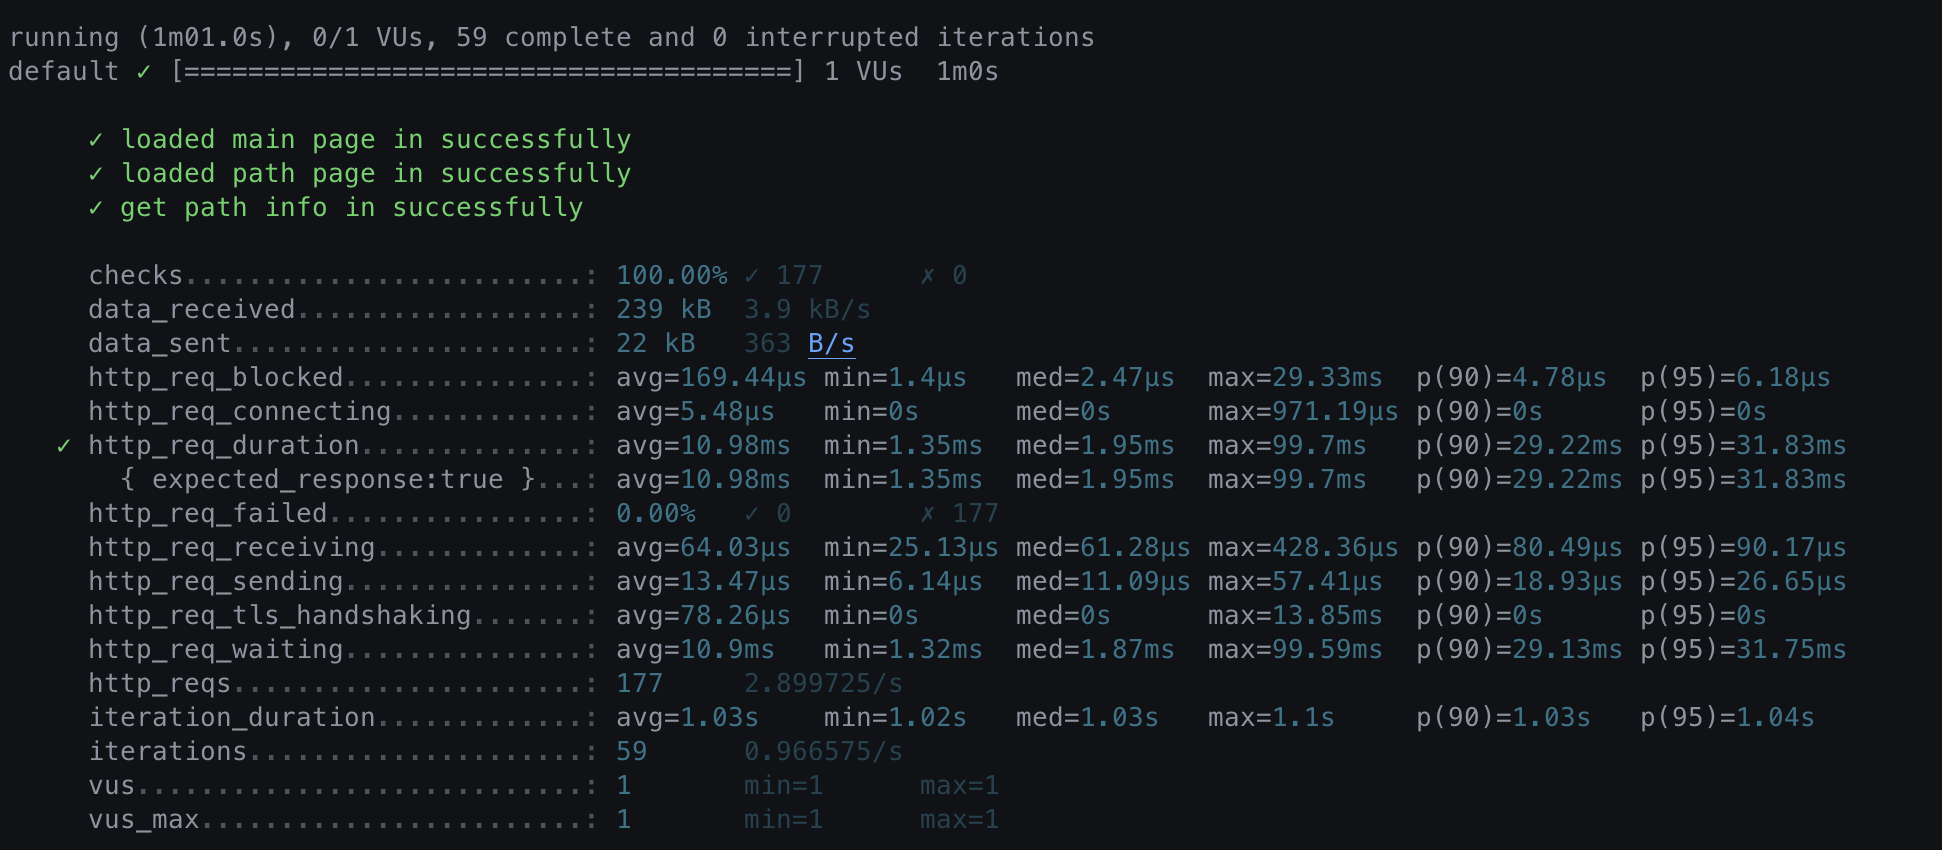 running (1m01.0s), 0/1 VUs, 59 complete and 0 interrupted iterations
default ✓ [======================================] 1 VUs  1m0s
✓ loaded main page in successfully
✓ loaded path page in successfully
✓ get path info in successfully
checks.........................: 100.00% ✓ 177      ✗ 0
data_received..................: 239 kB  3.9 kB/s
data_sent......................: 22 kB   363 B/s
http_req_blocked...............: avg=169.44µs min=1.4µs   med=2.47µs  max=29.33ms  p(90)=4.78µs  p(95)=6.18µs
http_req_connecting............: avg=5.48µs   min=0s      med=0s      max=971.19µs p(90)=0s      p(95)=0s
✓ http_req_duration..............: avg=10.98ms  min=1.35ms  med=1.95ms  max=99.7ms   p(90)=29.22ms p(95)=31.83ms
{ expected_response:true }...: avg=10.98ms  min=1.35ms  med=1.95ms  max=99.7ms   p(90)=29.22ms p(95)=31.83ms
http_req_failed................: 0.00%   ✓ 0        ✗ 177
http_req_receiving.............: avg=64.03µs  min=25.13µs med=61.28µs max=428.36µs p(90)=80.49µs p(95)=90.17µs
http_req_sending...............: avg=13.47µs  min=6.14µs  med=11.09µs max=57.41µs  p(90)=18.93µs p(95)=26.65µs
http_req_tls_handshaking.......: avg=78.26µs  min=0s      med=0s      max=13.85ms  p(90)=0s      p(95)=0s
http_req_waiting...............: avg=10.9ms   min=1.32ms  med=1.87ms  max=99.59ms  p(90)=29.13ms p(95)=31.75ms
http_reqs......................: 177     2.899725/s
iteration_duration.............: avg=1.03s    min=1.02s   med=1.03s   max=1.1s     p(90)=1.03s   p(95)=1.04s
iterations.....................: 59      0.966575/s
vus............................: 1       min=1      max=1
vus_max........................: 1       min=1      max=1